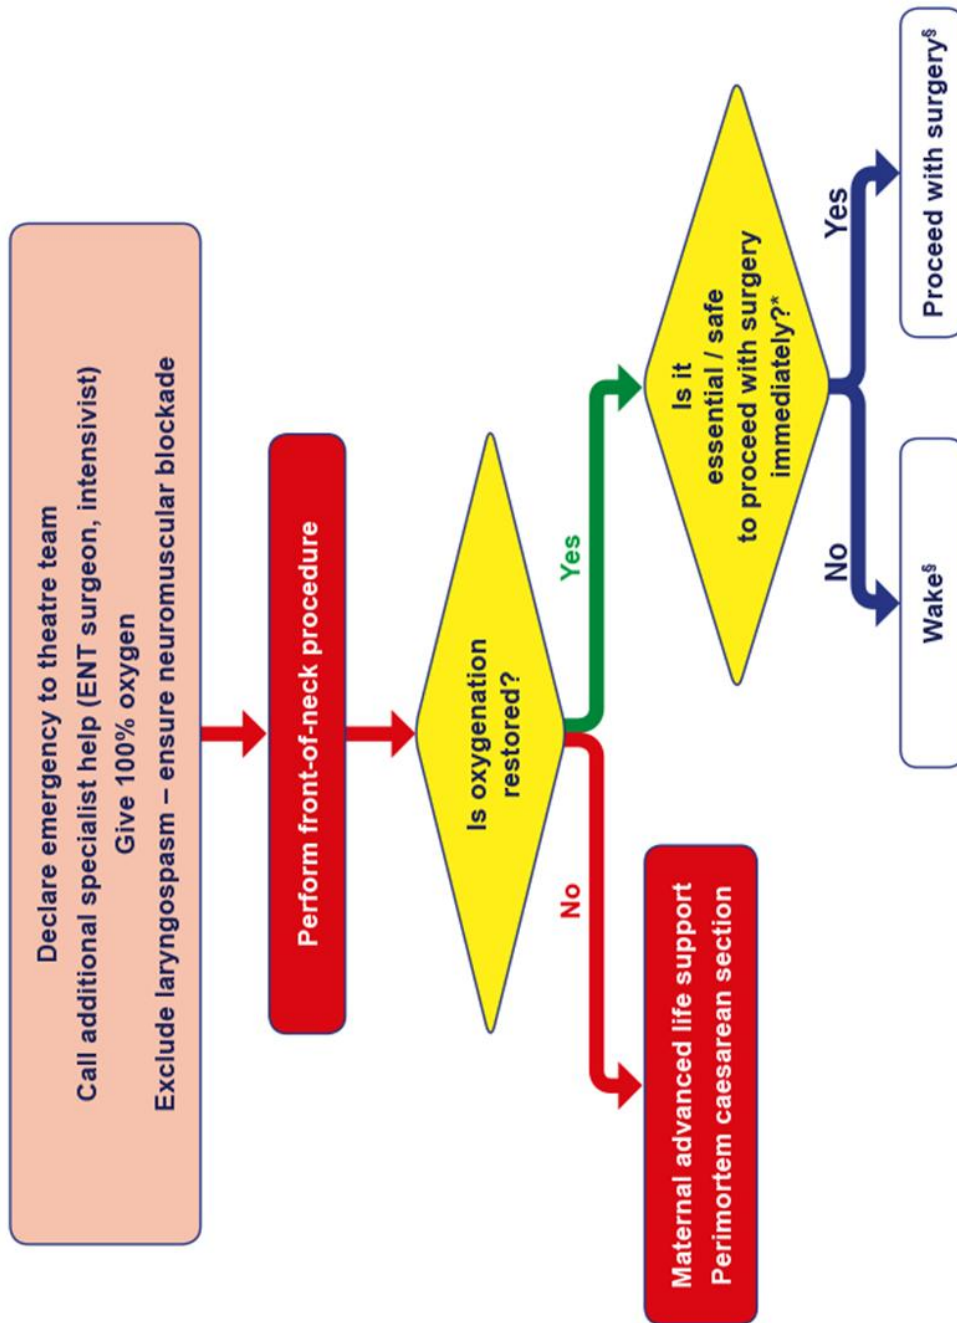 Declare emergency to theatre team
Call additional specialist help (ENT surgeon, intensivist)
Give 100% oxygen
Exclude laryngospasm – ensure neuromuscular blockade
Perform front-of-neck procedure
Is oxygenation
restored?
No
Yes
Maternal advanced life support
Perimortem caesarean section
Is it
essential / safe
to proceed with surgery
immediately?*
No
Yes
Wake§
Proceed with surgery§